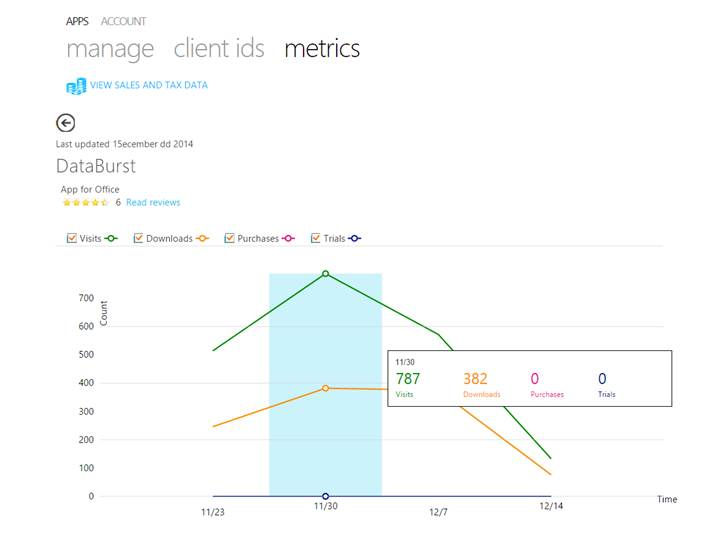 APPS ACCOUNT
manage client ids metrics
VIEW SALES AND TAX DATA
Last updated 15ecember dd 2014
DataBurst
App for Office
6 Read reviews
Visits Downloads Purchases Trials
Count
700
600
500
400
300
200
100
0
11/30
787 382 0 0
Visits Downloads Purchases Trials
Time
11/23 11/30 12/7 12/14